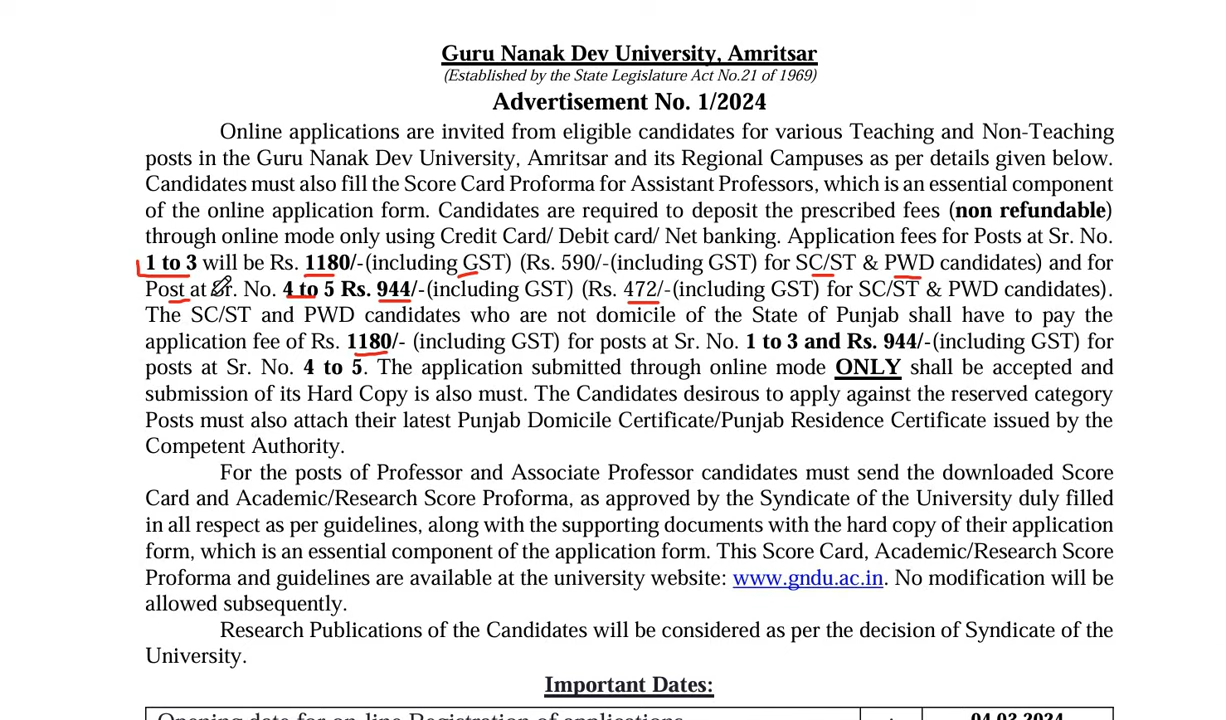 Guru Nanak Dev University, Amritsar
(Established by the State Legislature Act No.21 of 1969)
Advertisement No. 1/2024
Online applications are invited from eligible candidates for various Teaching and Non-Teaching
posts in the Guru Nanak Dev University, Amritsar and its Regional Campuses as per details given below.
Candidates must also fill the Score Card Proforma for Assistant Professors, which is an essential component
of the online application form. Candidates are required to deposit the prescribed fees (non refundable)
through online mode only using Credit Card/ Debit card/ Net banking. Application fees for Posts at Sr. No.
1 to 3 will be Rs. 1180/-(including GST) (Rs. 590/-(including GST) for SC/ST & PWD candidates) and for
Post at Sr. No. 4 to 5 Rs. 944/-(including GST) (Rs. 472/-(including GST) for SC/ST & PWD candidates).
The SC/ST and PWD candidates who are not domicile of the State of Punjab shall have to pay the
application fee of Rs. 1180/- (including GST) for posts at Sr. No. 1 to 3 and Rs. 944/-(including GST) for
posts at Sr. No. 4 to 5. The application submitted through online mode ONLY shall be accepted and
submission of its Hard Copy is also must. The Candidates desirous to apply against the reserved category
Posts must also attach their latest Punjab Domicile Certificate/Punjab Residence Certificate issued by the
Competent Authority.
For the posts of Professor and Associate Professor candidates must send the downloaded Score
Card and Academic/Research Score Proforma, as approved by the Syndicate of the University duly filled
in all respect as per guidelines, along with the supporting documents with the hard copy of their application
form, which is an essential component of the application form. This Score Card, Academic/Research Score
Proforma and guidelines are available at the university website: www.gndu.ac.in. No modification will be
allowed subsequently.
Research Publications of the Candidates will be considered as per the decision of Syndicate of the
University.
Important Dates:
Opening date for on-line Registration of applications 04.03.2024